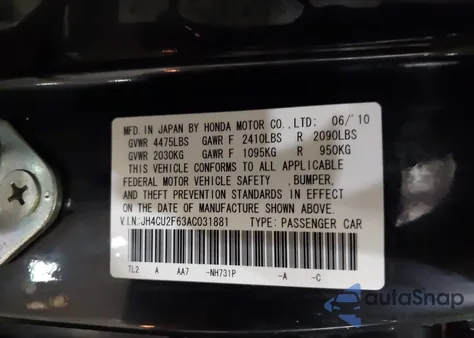 MFD.IN JAPAN BY HONDA MOTOR CO.,LTD: 06/'10
GVWR 4475LBS GAWR F 2410LBS R 2090LBS
GVWR 2030KG GAWR F 1095KG R 950KG
THIS VEHICLE CONFORMS TO ALL APPLICABLE
FEDERAL MOTOR VEHICLE SAFETY , BUMPER,
AND THEFT PREVENTION STANDARDS IN EFFECT
ON THE DATE OF MANUFACTURE SHOWN ABOVE.
V.I.N:JH4CU2F63AC031881 TYPE: PASSENGER CAR
TL2 A AA7 -NH731P -A -C
autaSnap